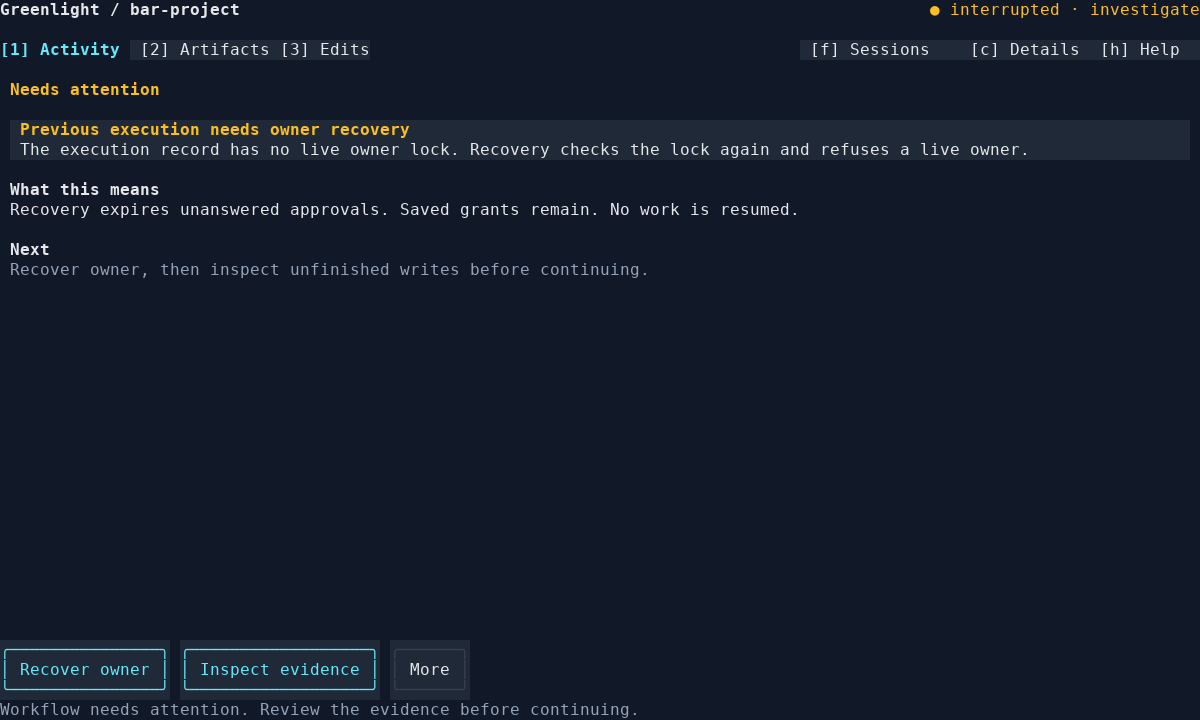 Greenlight / bar-project ● interrupted · investigate
[1] Activity [2] Artifacts [3] Edits [f] Sessions [c] Details [h] Help
Needs attention
Previous execution needs owner recovery
The execution record has no live owner lock. Recovery checks the lock again and refuses a live owner.
What this means
Recovery expires unanswered approvals. Saved grants remain. No work is resumed.
Next
Recover owner, then inspect unfinished writes before continuing.
Recover owner Inspect evidence More
Workflow needs attention. Review the evidence before continuing.